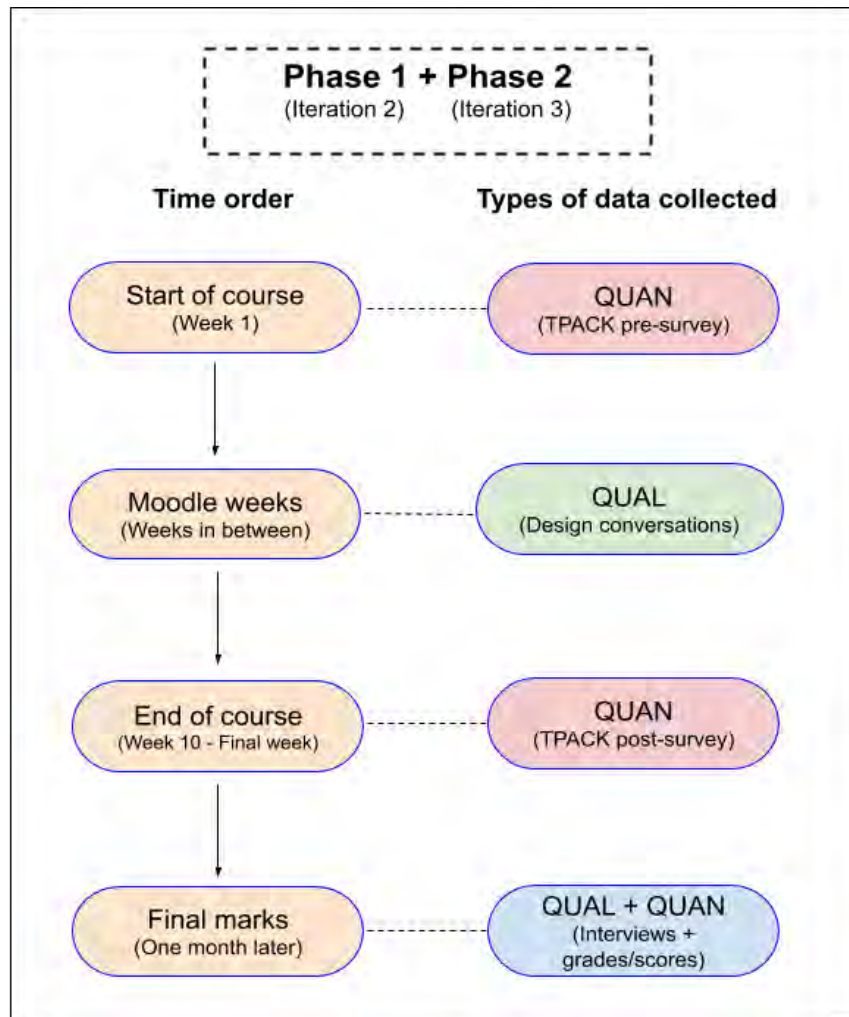 Phase 1 + Phase 2
(Iteration 2) (Iteration 3)
Time order
Types of data collected
Start of course
(Week 1)
QUAN
(TPACK pre-survey)
Moodle weeks
(Weeks in between)
QUAL
(Design conversations)
End of course
(Week 10 - Final week)
QUAN
(TPACK post-survey)
Final marks
(One month later)
QUAL + QUAN
(Interviews +
grades/scores)